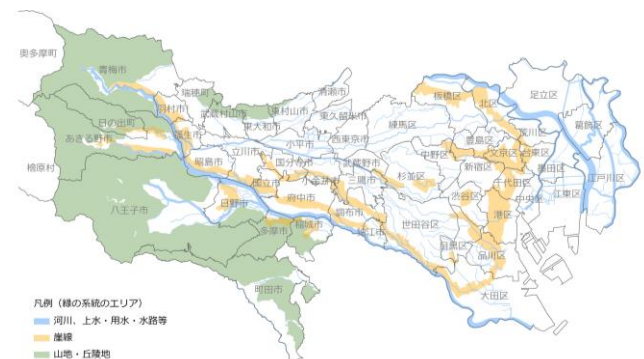 奥多摩町
青梅市
瑞穂町
清瀬市
羽村市
武蔵村山市
東村山市
東久留米市
板橋区
北区
足立区
日の出町
福生市
東大和市
小平市
西東京市
練馬区
豊島区
荒川区
葛飾区
あきる野市
昭島市
立川市
国分寺市
武蔵野市
中野区
文京区
台東区
墨田区
檜原村
国立市
小金井市
三鷹市
杉並区
新宿区
千代田区
江戸川区
八王子市
日野市
府中市
調布市
渋谷区
中央区
江東区
多摩市
稲城市
狛江市
世田谷区
港区
目黒区
品川区
町田市
大田区
凡例（緑の系統のエリア）
河川、上水・用水・水路等
崖線
山地・丘陵地